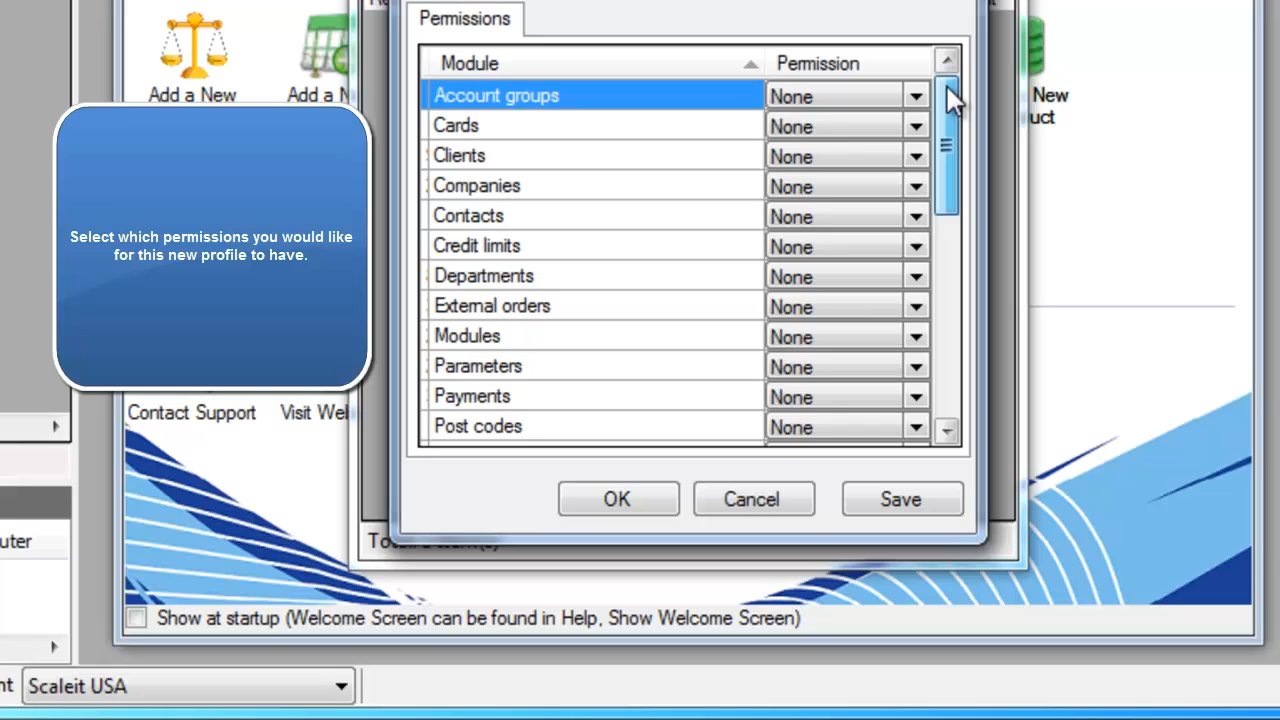 Permissions
Module Permission
Account groups None
Cards None
Clients None
Companies None
Contacts None
Credit limits None
Departments None
External orders None
Modules None
Parameters None
Payments None
Post codes None
OK Cancel Save
Add a New
Add a N
New
uct
Select which permissions you would like
for this new profile to have.
Contact Support Visit Wel
uter
Show at startup (Welcome Screen can be found in Help, Show Welcome Screen)
nt Scaleit USA